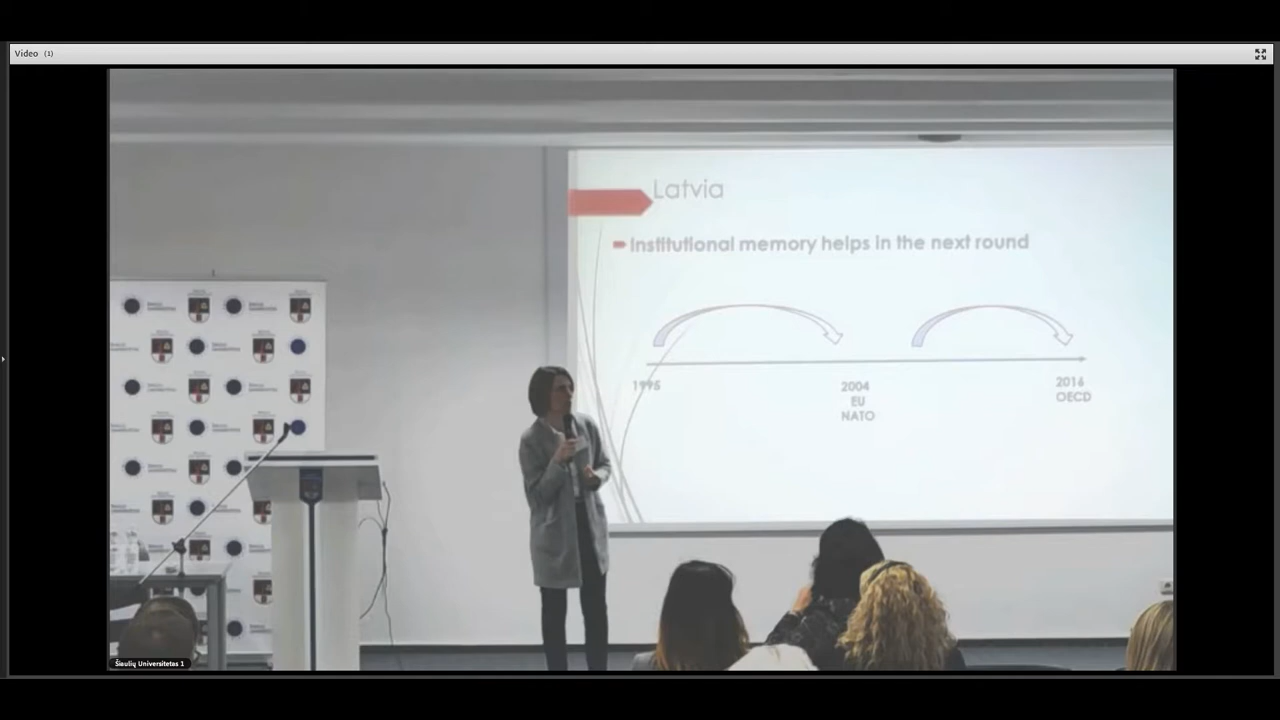 Video (1)
Latvia
Institutional memory helps in the next round
1995
2004
EU
NATO
2016
OECD
Šiaulių Universitetas 1